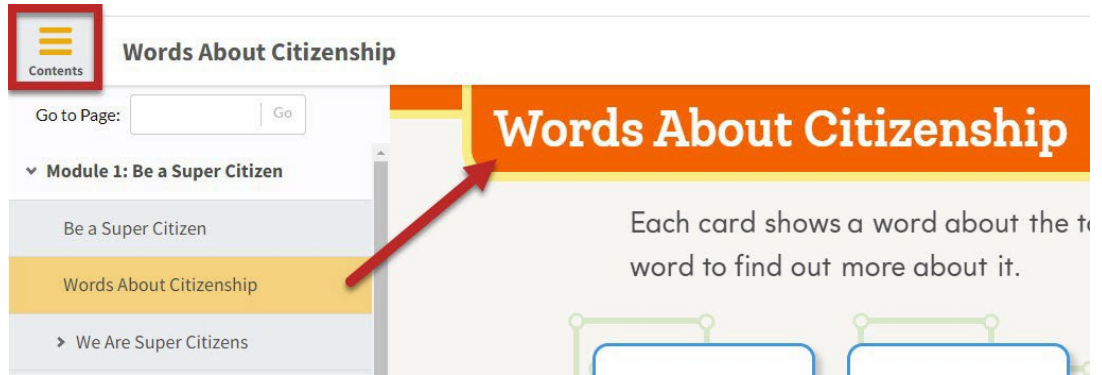 Contents
Words About Citizenship
Go to Page:
Go
Module 1: Be a Super Citizen
Be a Super Citizen
Words About Citizenship
We Are Super Citizens
Words About Citizenship
Each card shows a word about the
word to find out more about it.